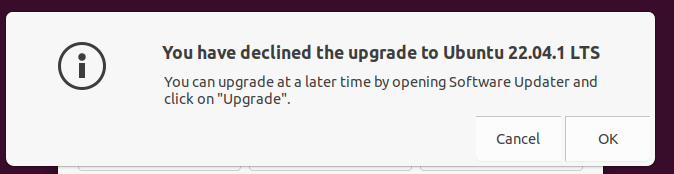 You have declined the upgrade to Ubuntu 22.04.1 LTS
You can upgrade at a later time by opening Software Updater and
click on "Upgrade".
Cancel OK